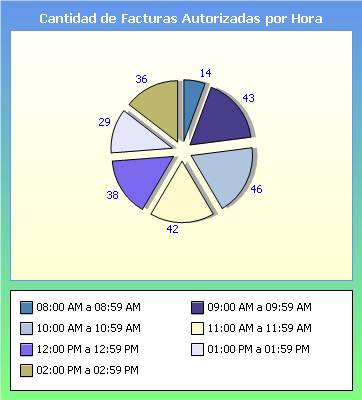 Cantidad de Facturas Autorizadas por Hora
36
14
43
29
46
38
42
08:00 AM a 08:59 AM
09:00 AM a 09:59 AM
10:00 AM a 10:59 AM
11:00 AM a 11:59 AM
12:00 PM a 12:59 PM
01:00 PM a 01:59 PM
02:00 PM a 02:59 PM